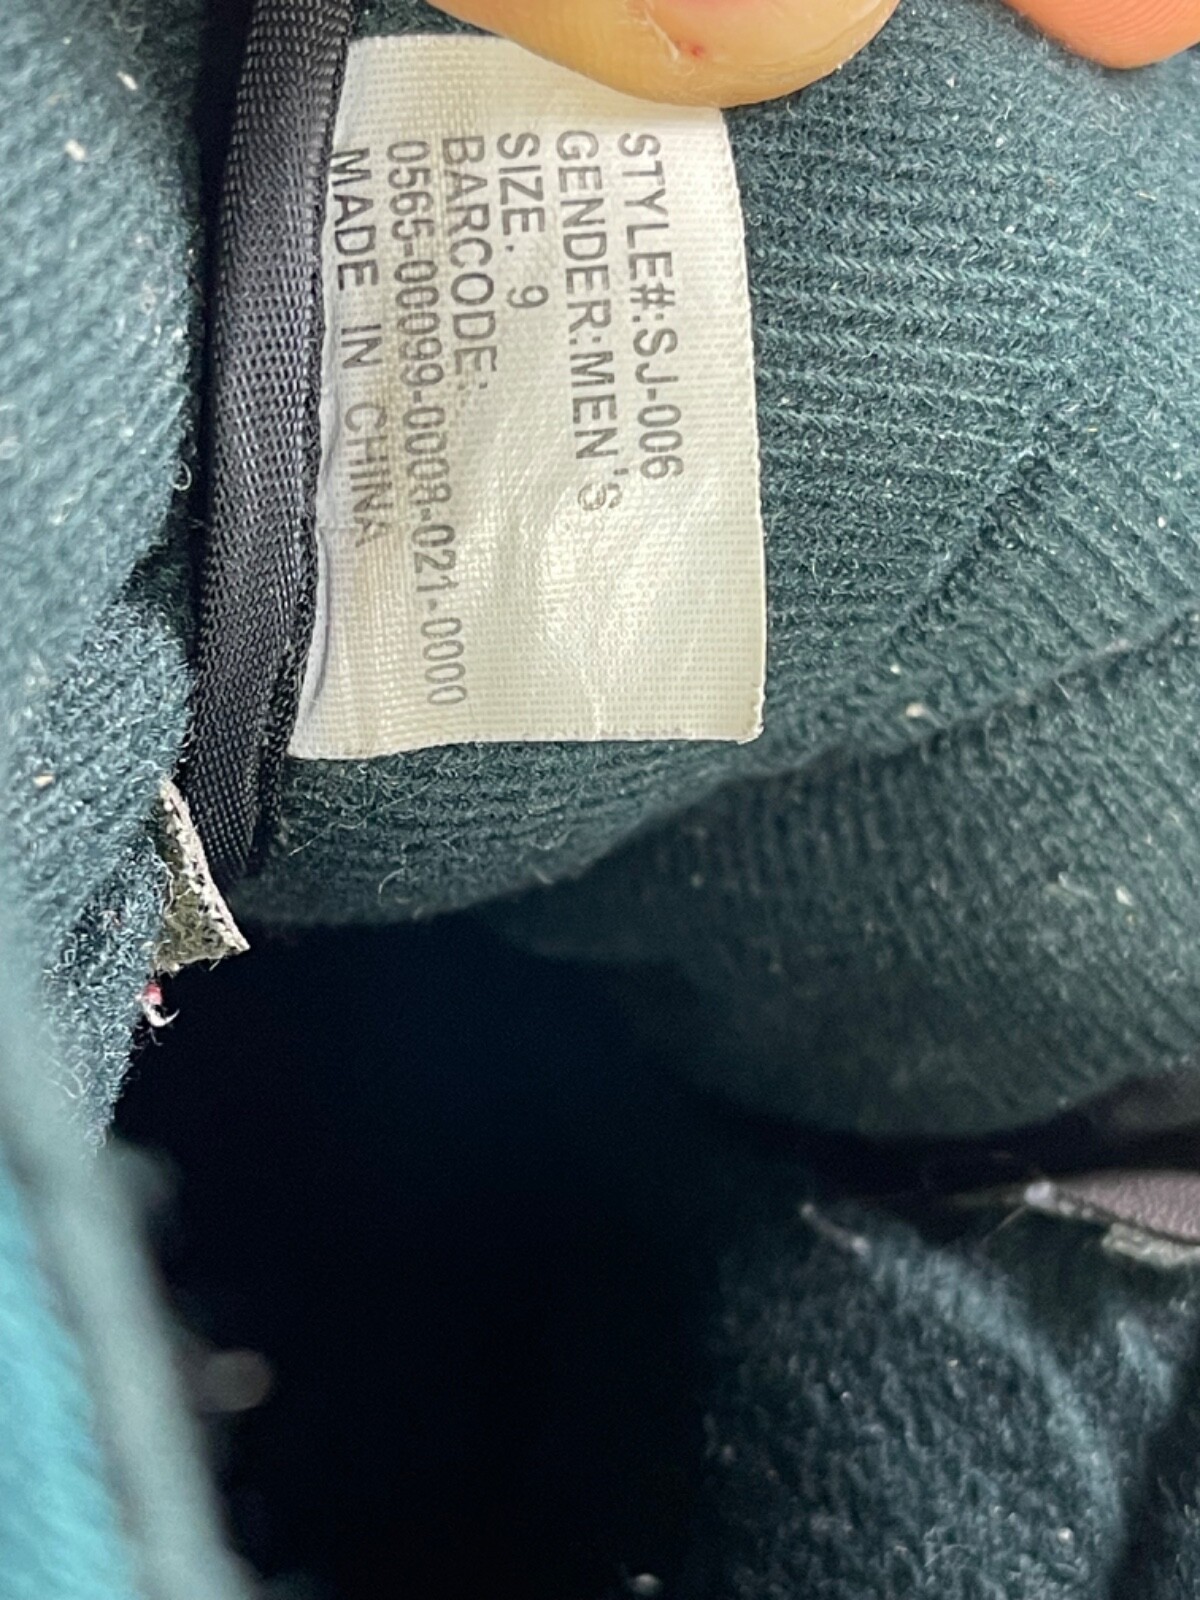 STYLE#:SJ-006
GENDER:MEN'S
SIZE. 9
BARCODE:
0565-00099-0008-021-0000
MADE IN CHINA